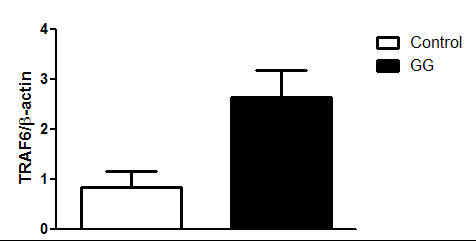 4
3
2
1
0
TRAF6/β-actin
Control
GG